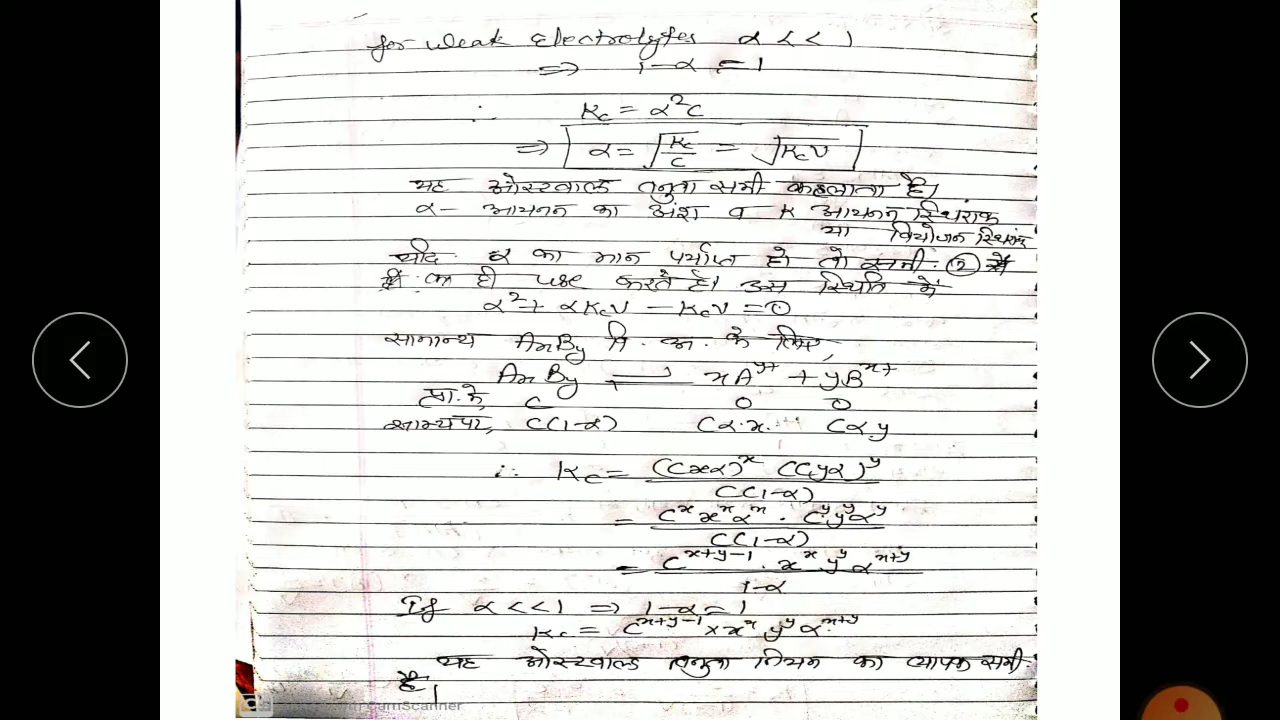 for weak Electrolytes α << 1
⇒ 1-α = 1
∴ Kc = α²C
⇒ α = √(Kc/C) = √(KcV)
यह ओस्टवाल्ड तनुता समी कहलाता है।
α- आयनन का अंश व K आयनन स्थिरांक
या वियोजन स्थिरांक
यदि α का मान पर्याप्त हो तो समी. ②
का ही use करते है। उस स्थिति में
α² + αKcV - KcV = 0
सामान्य AxBy वि. अ. के लिए,
AxBy ⇌ xA^y+ + yB^x+
प्रा. में, C 0 0
साम्य पर, C(1-α) Cα.x. Cαy
∴ Kc = (Cxα)^x (Cyα)^y / C(1-α)
= C^x x^x α^x . C^y y^y α^y / C(1-α)
= C^x+y-1 . x^x y^y α^x+y / 1-α
If α << 1 ⇒ 1-α = 1
Kc = C^x+y-1 × x^x y^y α^x+y
यह ओस्टवाल्ड तनुता नियम का व्यापक समी.
है।
CamScanner